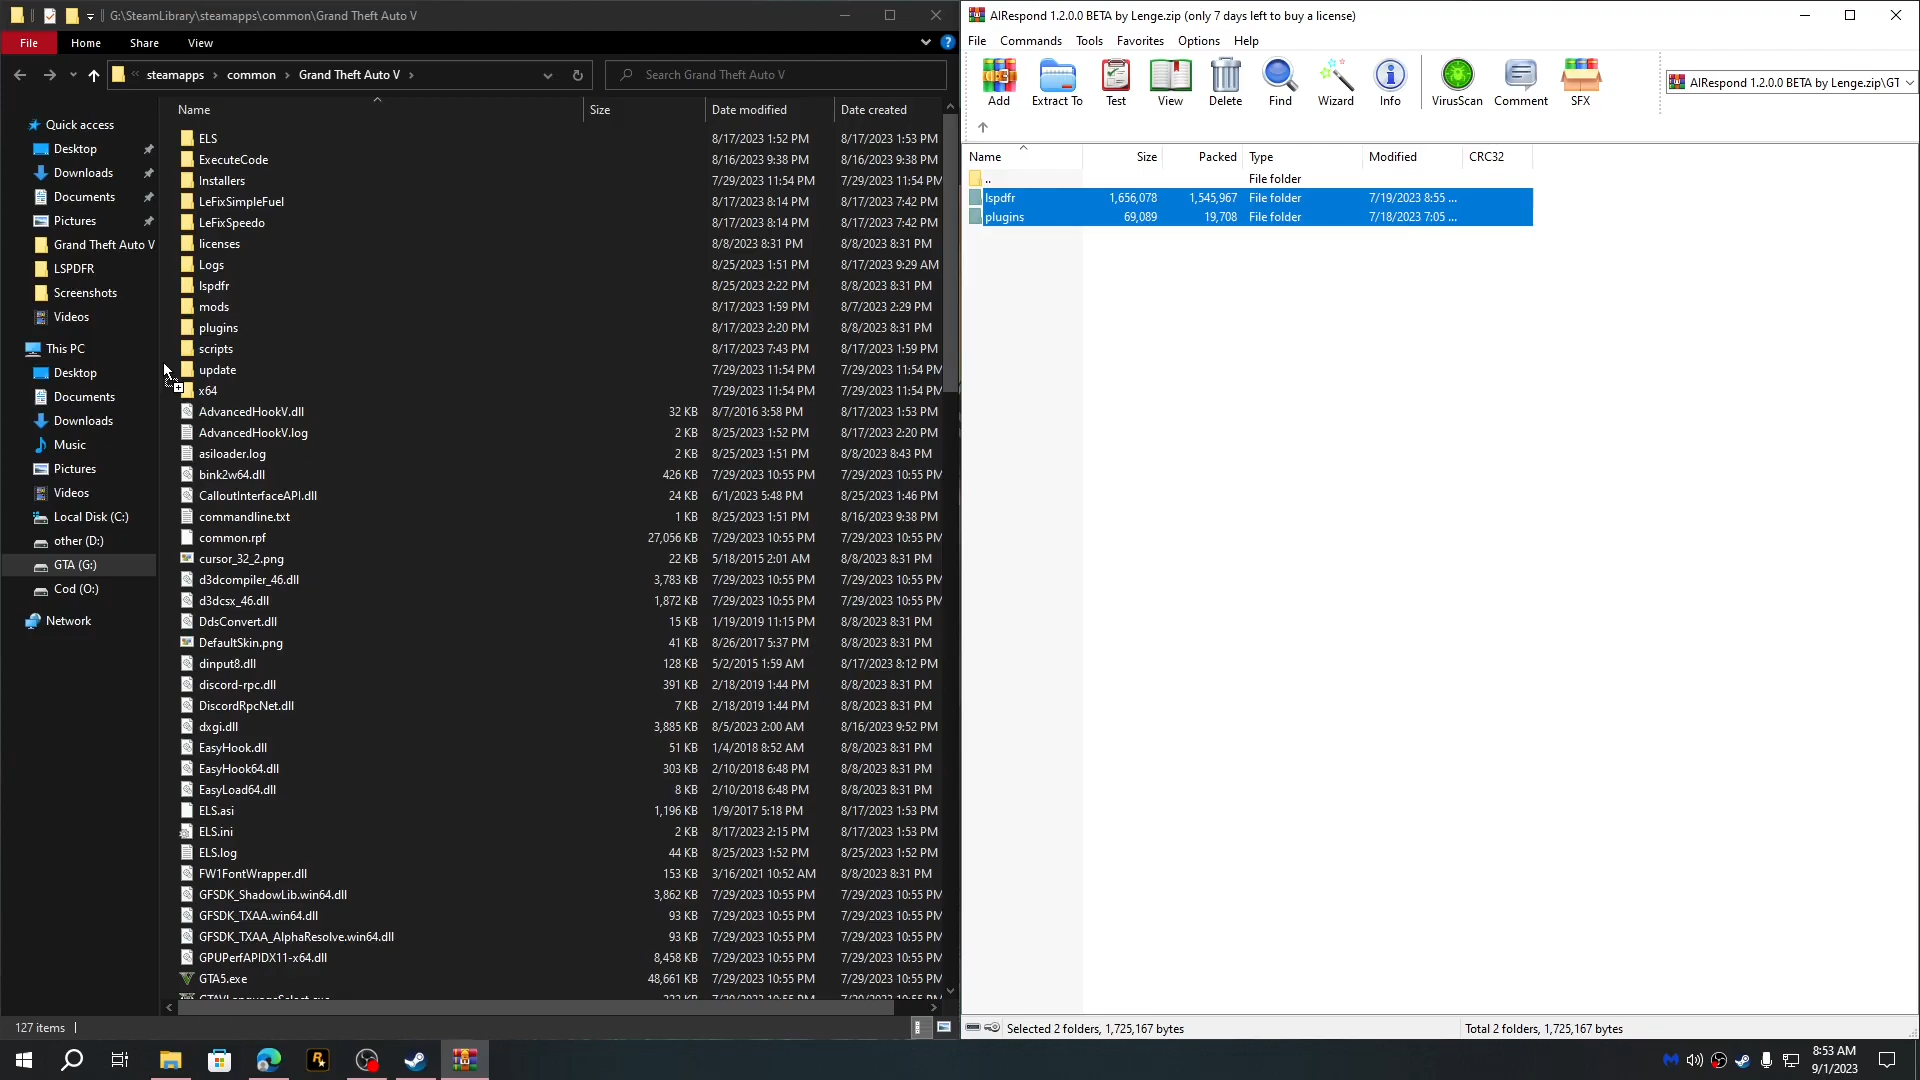 G:\SteamLibrary\steamapps\common\Grand Theft Auto V
File Home Share View
steamapps common Grand Theft Auto V
Search Grand Theft Auto V
Name Size Date modified Date created
Quick access
Desktop
Downloads
Documents
Pictures
Grand Theft Auto V
LSPDFR
Screenshots
Videos
This PC
Desktop
Documents
Downloads
Music
Pictures
Videos
Local Disk (C:)
other (D:)
GTA (G:)
Cod (O:)
Network
ELS 8/17/2023 1:52 PM 8/17/2023 1:53 PM
ExecuteCode 8/16/2023 9:38 PM 8/16/2023 9:38 PM
Installers 7/29/2023 11:54 PM 7/29/2023 11:54 PM
LeFixSimpleFuel 8/17/2023 8:14 PM 8/17/2023 7:42 PM
LeFixSpeedo 8/17/2023 8:14 PM 8/17/2023 7:42 PM
licenses 8/8/2023 8:31 PM 8/8/2023 8:31 PM
Logs 8/25/2023 1:51 PM 8/17/2023 9:29 AM
lspdfr 8/25/2023 2:22 PM 8/8/2023 8:31 PM
mods 8/17/2023 1:59 PM 8/7/2023 2:29 PM
plugins 8/17/2023 2:20 PM 8/8/2023 8:31 PM
scripts 8/17/2023 7:43 PM 8/17/2023 1:59 PM
update 7/29/2023 11:54 PM 7/29/2023 11:54 PM
x64 7/29/2023 11:54 PM 7/29/2023 11:54 PM
AdvancedHookV.dll 32 KB 8/7/2016 3:58 PM 8/17/2023 1:53 PM
AdvancedHookV.log 2 KB 8/25/2023 1:52 PM 8/17/2023 2:20 PM
asiloader.log 2 KB 8/25/2023 1:51 PM 8/8/2023 8:43 PM
bink2w64.dll 426 KB 7/29/2023 10:55 PM 7/29/2023 10:55 PM
CalloutInterfaceAPI.dll 24 KB 6/1/2023 5:48 PM 8/25/2023 1:46 PM
commandline.txt 1 KB 8/25/2023 1:51 PM 8/16/2023 9:38 PM
common.rpf 27,056 KB 7/29/2023 10:55 PM 7/29/2023 10:55 PM
cursor_32_2.png 22 KB 5/18/2015 2:01 AM 8/8/2023 8:31 PM
d3dcompiler_46.dll 3,783 KB 7/29/2023 10:55 PM 7/29/2023 10:55 PM
d3dcsx_46.dll 1,872 KB 7/29/2023 10:55 PM 7/29/2023 10:55 PM
DdsConvert.dll 15 KB 1/19/2019 11:15 PM 8/8/2023 8:31 PM
DefaultSkin.png 41 KB 8/26/2017 5:37 PM 8/8/2023 8:31 PM
dinput8.dll 128 KB 5/2/2015 1:59 AM 8/17/2023 8:12 PM
discord-rpc.dll 391 KB 2/18/2019 1:44 PM 8/8/2023 8:31 PM
DiscordRpcNet.dll 7 KB 2/18/2019 1:44 PM 8/8/2023 8:31 PM
dxgi.dll 3,885 KB 8/5/2023 2:00 AM 8/16/2023 9:52 PM
EasyHook.dll 51 KB 1/4/2018 8:52 AM 8/8/2023 8:31 PM
EasyHook64.dll 303 KB 2/10/2018 6:48 PM 8/8/2023 8:31 PM
EasyLoad64.dll 8 KB 2/10/2018 6:48 PM 8/8/2023 8:31 PM
ELS.asi 1,196 KB 1/9/2017 5:18 PM 8/17/2023 1:53 PM
ELS.ini 2 KB 8/17/2023 2:15 PM 8/17/2023 1:53 PM
ELS.log 44 KB 8/25/2023 1:52 PM 8/25/2023 1:52 PM
FW1FontWrapper.dll 153 KB 3/16/2021 10:52 AM 8/8/2023 8:31 PM
GFSDK_ShadowLib.win64.dll 3,862 KB 7/29/2023 10:55 PM 7/29/2023 10:55 PM
GFSDK_TXAA.win64.dll 93 KB 7/29/2023 10:55 PM 7/29/2023 10:55 PM
GFSDK_TXAA_AlphaResolve.win64.dll 93 KB 7/29/2023 10:55 PM 7/29/2023 10:55 PM
GPUPerfAPIDX11-x64.dll 8,458 KB 7/29/2023 10:55 PM 7/29/2023 10:55 PM
GTA5.exe 48,661 KB 7/29/2023 10:55 PM 7/29/2023 10:55 PM
127 items
AIRespond 1.2.0.0 BETA by Lenge.zip (only 7 days left to buy a license)
File Commands Tools Favorites Options Help
Add Extract To Test View Delete Find Wizard Info VirusScan Comment SFX
AIRespond 1.2.0.0 BETA by Lenge.zip\GT
Name Size Packed Type Modified CRC32
.. File folder
lspdfr 1,656,078 1,545,967 File folder 7/19/2023 8:55 ...
plugins 69,089 19,708 File folder 7/18/2023 7:05 ...
Selected 2 folders, 1,725,167 bytes
Total 2 folders, 1,725,167 bytes
8:53 AM
9/1/2023